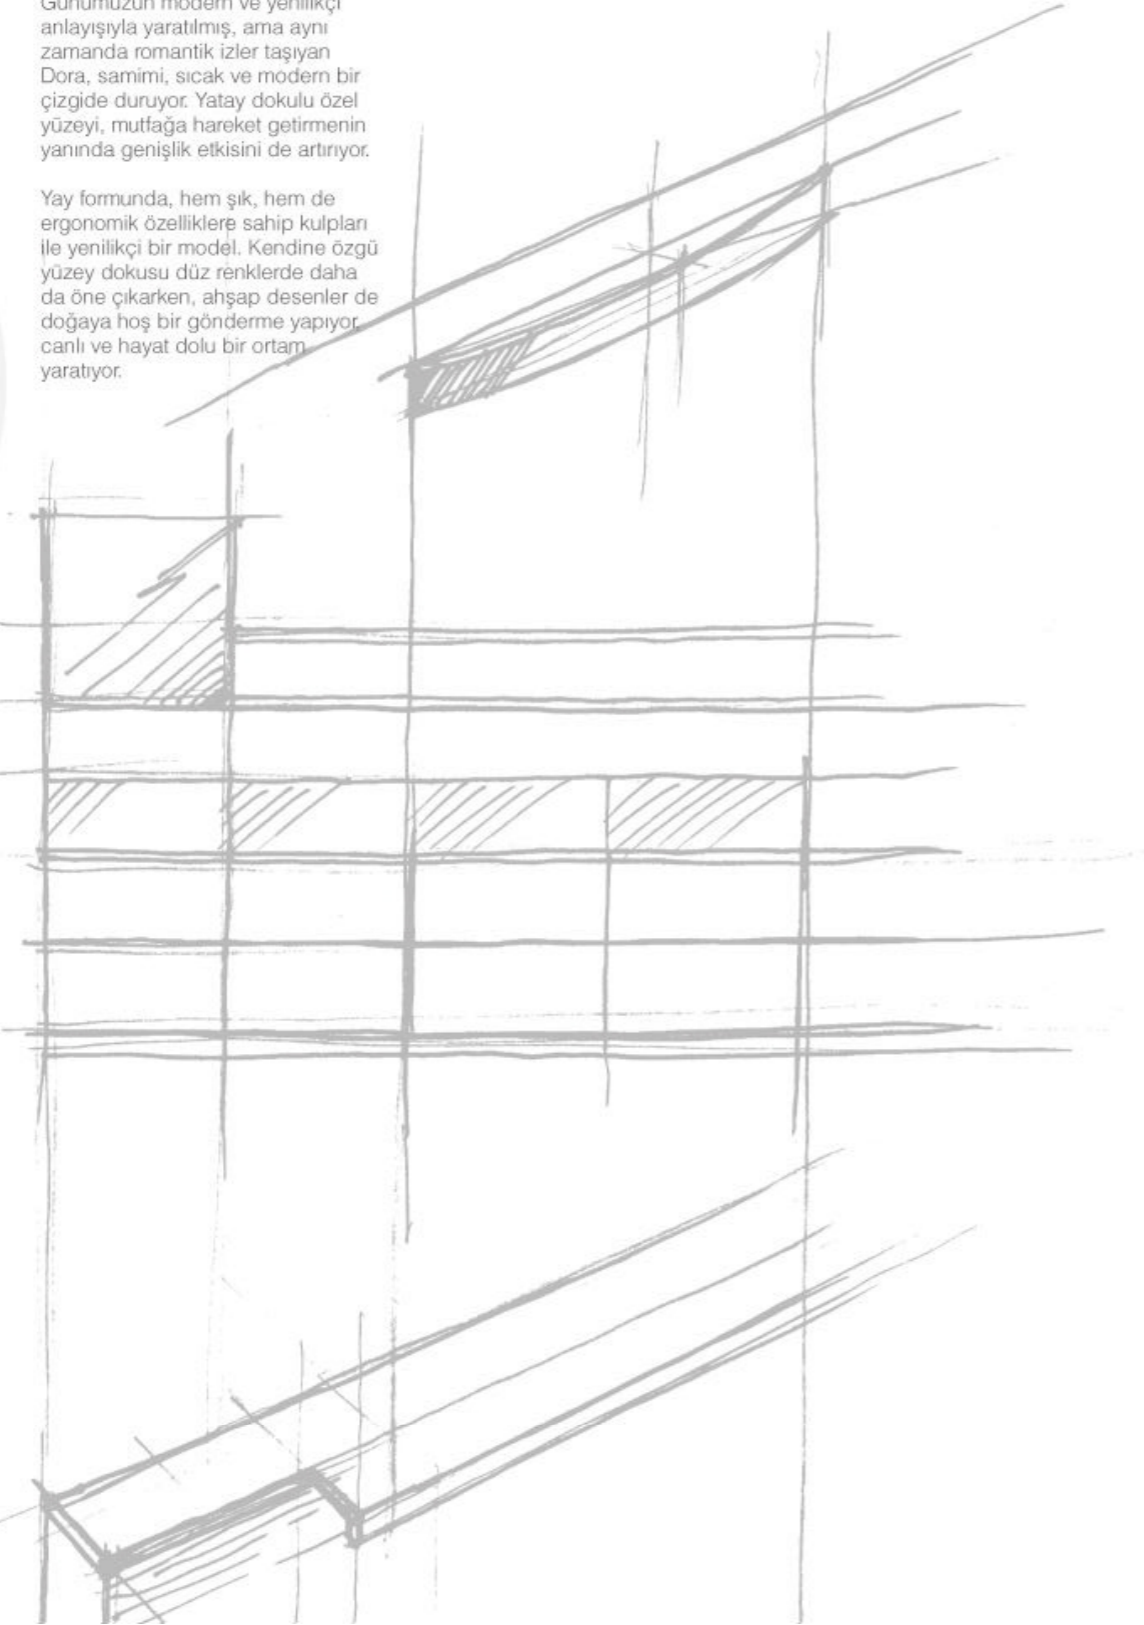 Günümüzün modern ve yenilikçi
anlayışıyla yaratılmış, ama aynı
zamanda romantik izler taşıyan
Dora, samimi, sıcak ve modern bir
çizgide duruyor. Yatay dokulu özel
yüzeyi, mutfağa hareket getirmenin
yanında genişlik etkisini de artırıyor.
Yay formunda, hem şık, hem de
ergonomik özelliklere sahip kulpları
ile yenilikçi bir model. Kendine özgü
yüzey dokusu düz renklerde daha
da öne çıkarken, ahşap desenler de
doğaya hoş bir gönderme yapıyor,
canlı ve hayat dolu bir ortam
yaratıyor.